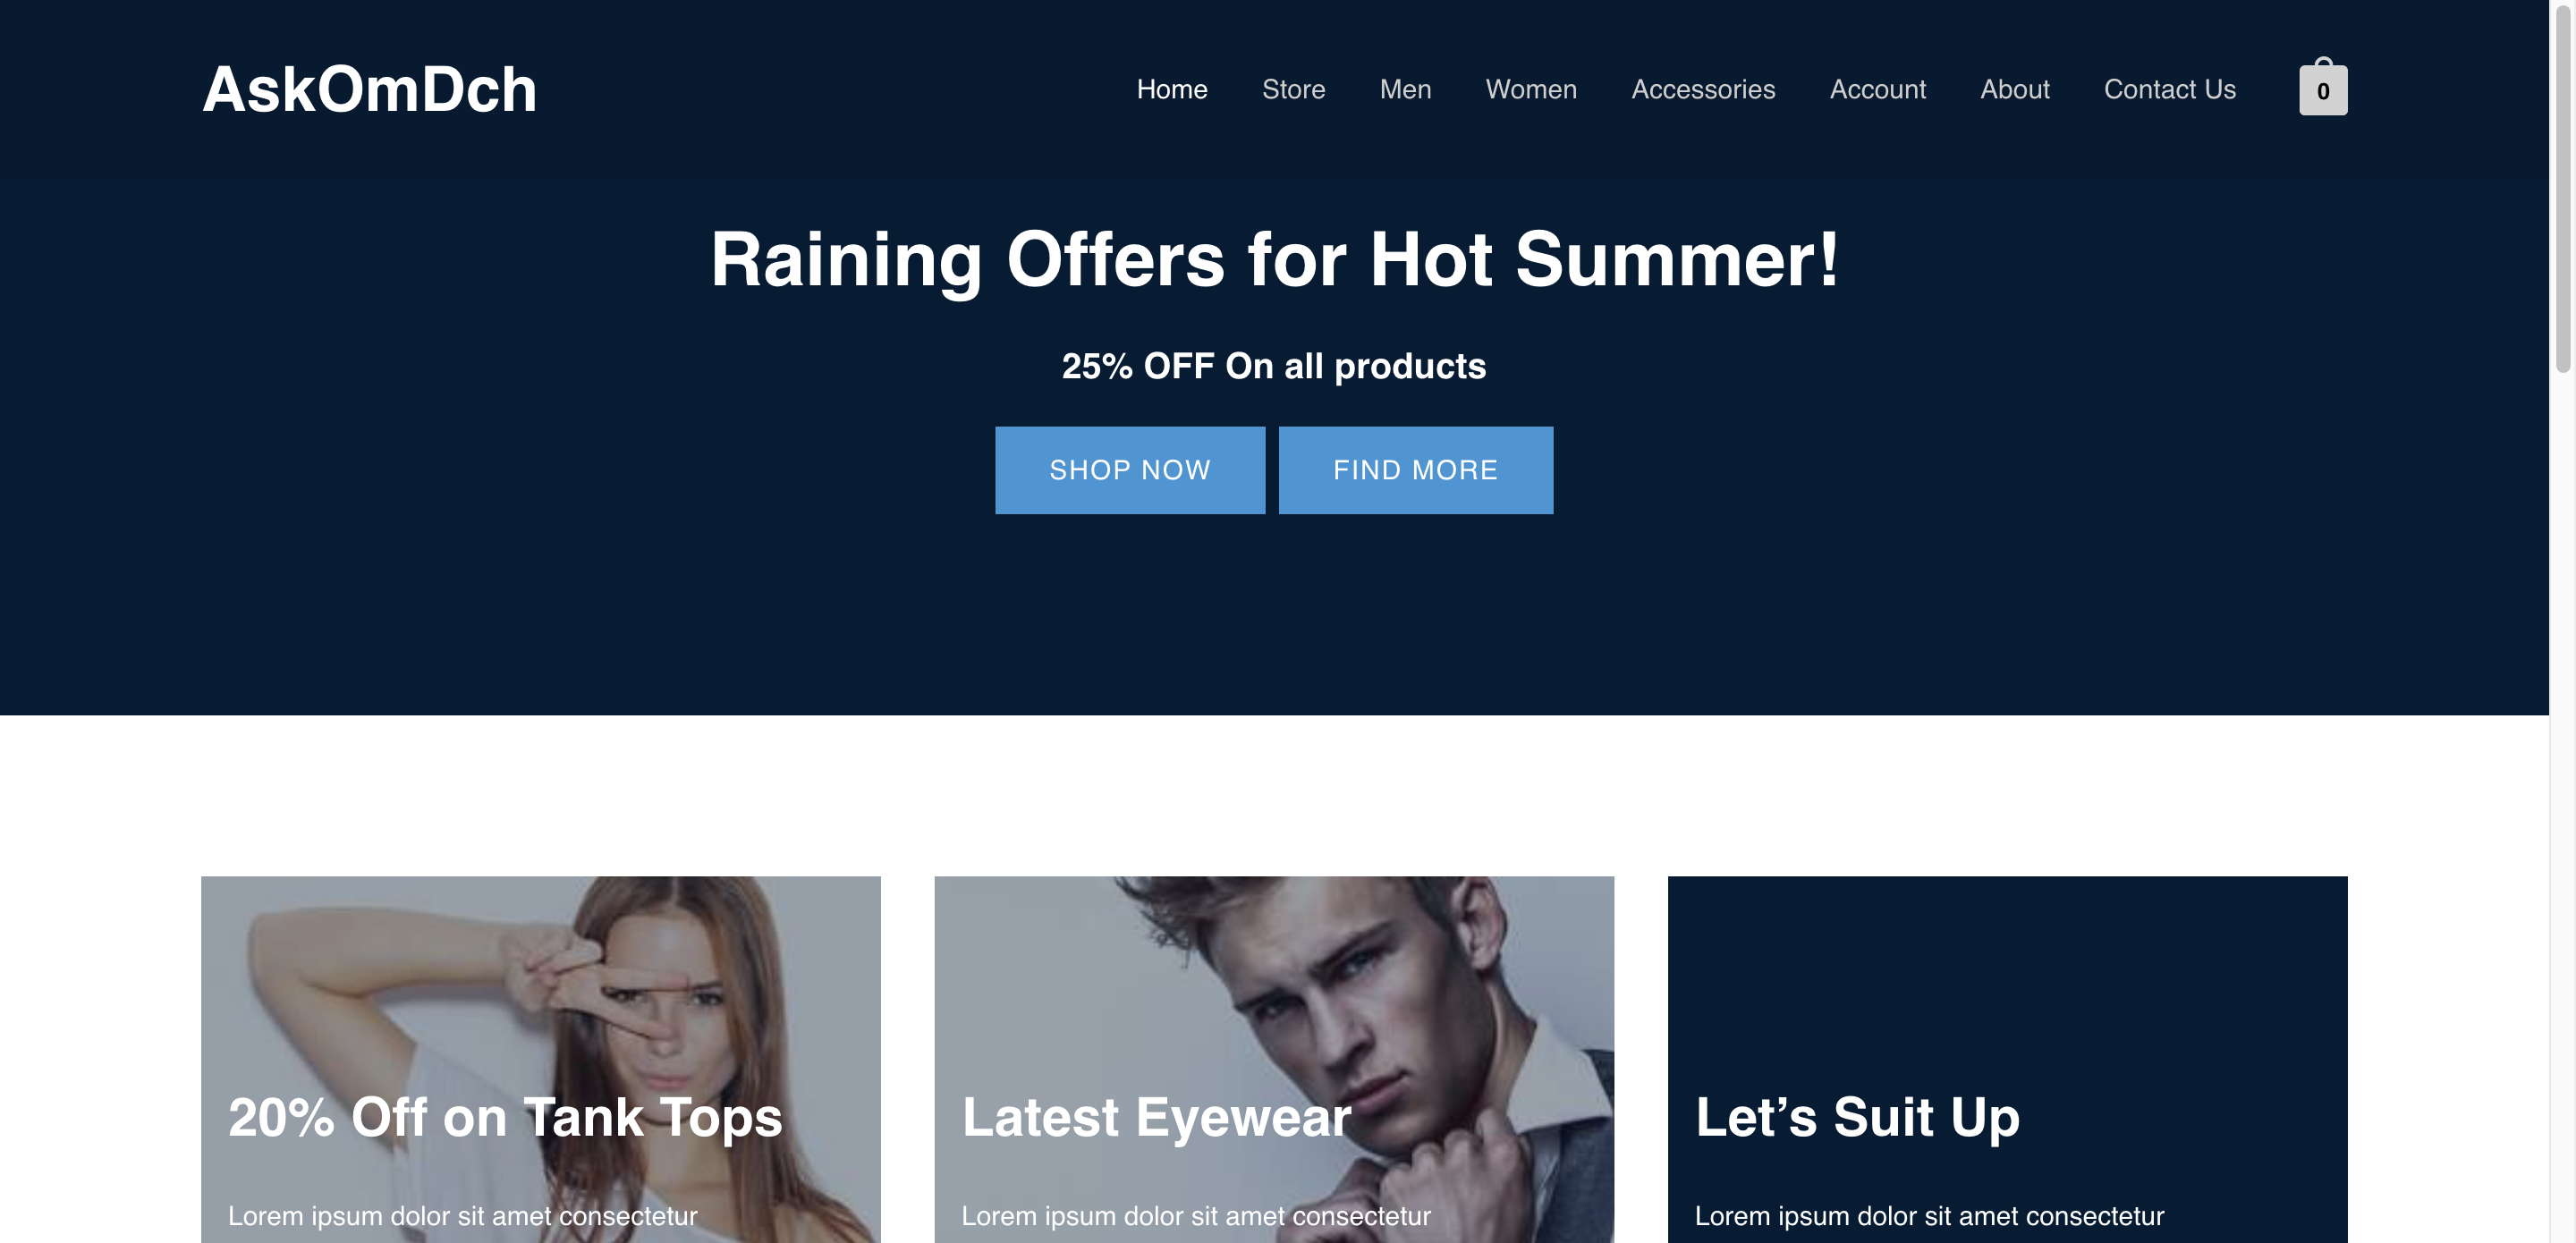 AskOmDch
Home Store Men Women Accessories Account About Contact Us 0
Raining Offers for Hot Summer!
25% OFF On all products
SHOP NOW FIND MORE
20% Off on Tank Tops
Lorem ipsum dolor sit amet consectetur
Latest Eyewear
Lorem ipsum dolor sit amet consectetur
Let’s Suit Up
Lorem ipsum dolor sit amet consectetur